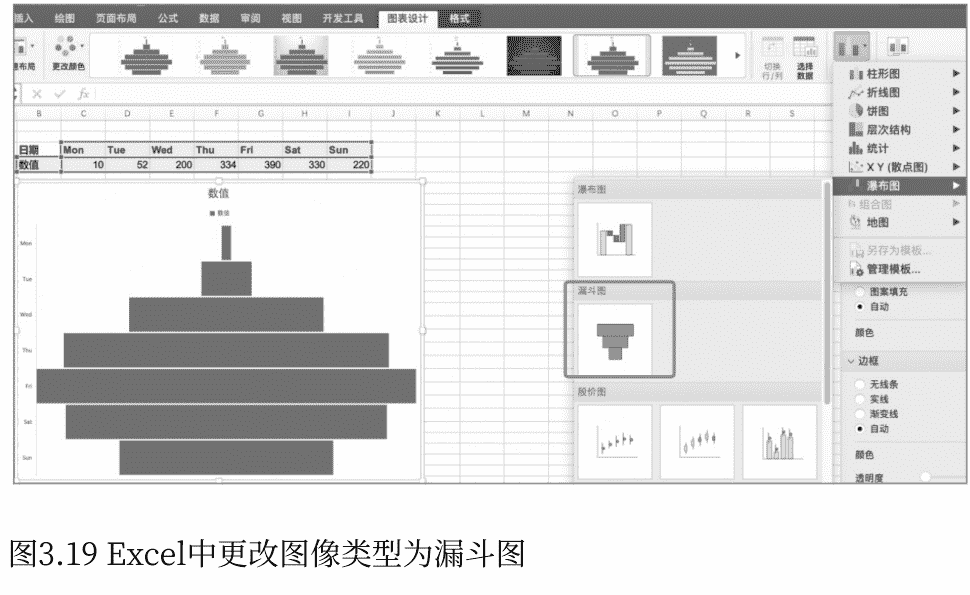 插入 绘图 页面布局 公式 数据 审阅 视图 开发工具 图表设计 格式
布局 更改颜色 切换 选择
行/列 数据
fx
B C D E F G H I J K L M N O P Q R S
日期 Mon Tue Wed Thu Fri Sat Sun
数值 10 52 200 334 390 330 220
数值
数值
Mon
Tue
Wed
Thu
Fri
Sat
Sun
瀑布图
漏斗图
股价图
柱形图
折线图
饼图
层次结构
统计
X Y (散点图)
瀑布图
组合图
地图
另存为模板...
管理模板...
图案填充
自动
颜色
边框
无线条
实线
渐变线
自动
颜色
透明度
图3.19 Excel中更改图像类型为漏斗图